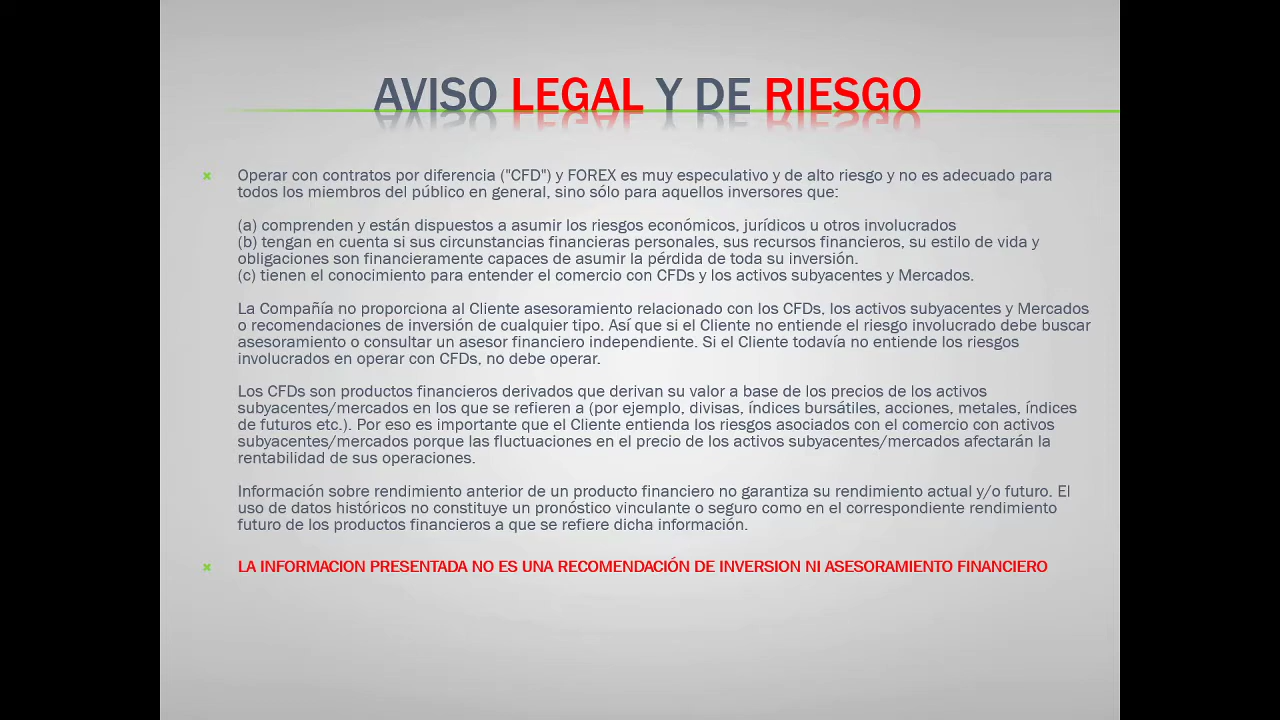 AVISO LEGAL Y DE RIESGO
Operar con contratos por diferencia ("CFD") y FOREX es muy especulativo y de alto riesgo y no es adecuado para
todos los miembros del público en general, sino sólo para aquellos inversores que:
(a) comprenden y están dispuestos a asumir los riesgos económicos, jurídicos u otros involucrados
(b) tengan en cuenta si sus circunstancias financieras personales, sus recursos financieros, su estilo de vida y
obligaciones son financieramente capaces de asumir la pérdida de toda su inversión.
(c) tienen el conocimiento para entender el comercio con CFDs y los activos subyacentes y Mercados.
La Compañía no proporciona al Cliente asesoramiento relacionado con los CFDs, los activos subyacentes y Mercados
o recomendaciones de inversión de cualquier tipo. Así que si el Cliente no entiende el riesgo involucrado debe buscar
asesoramiento o consultar un asesor financiero independiente. Si el Cliente todavía no entiende los riesgos
involucrados en operar con CFDs, no debe operar.
Los CFDs son productos financieros derivados que derivan su valor a base de los precios de los activos
subyacentes/mercados en los que se refieren a (por ejemplo, divisas, índices bursátiles, acciones, metales, índices
de futuros etc.). Por eso es importante que el Cliente entienda los riesgos asociados con el comercio con activos
subyacentes/mercados porque las fluctuaciones en el precio de los activos subyacentes/mercados afectarán la
rentabilidad de sus operaciones.
Información sobre rendimiento anterior de un producto financiero no garantiza su rendimiento actual y/o futuro. El
uso de datos históricos no constituye un pronóstico vinculante o seguro como en el correspondiente rendimiento
futuro de los productos financieros a que se refiere dicha información.
LA INFORMACION PRESENTADA NO ES UNA RECOMENDACIÓN DE INVERSION NI ASESORAMIENTO FINANCIERO